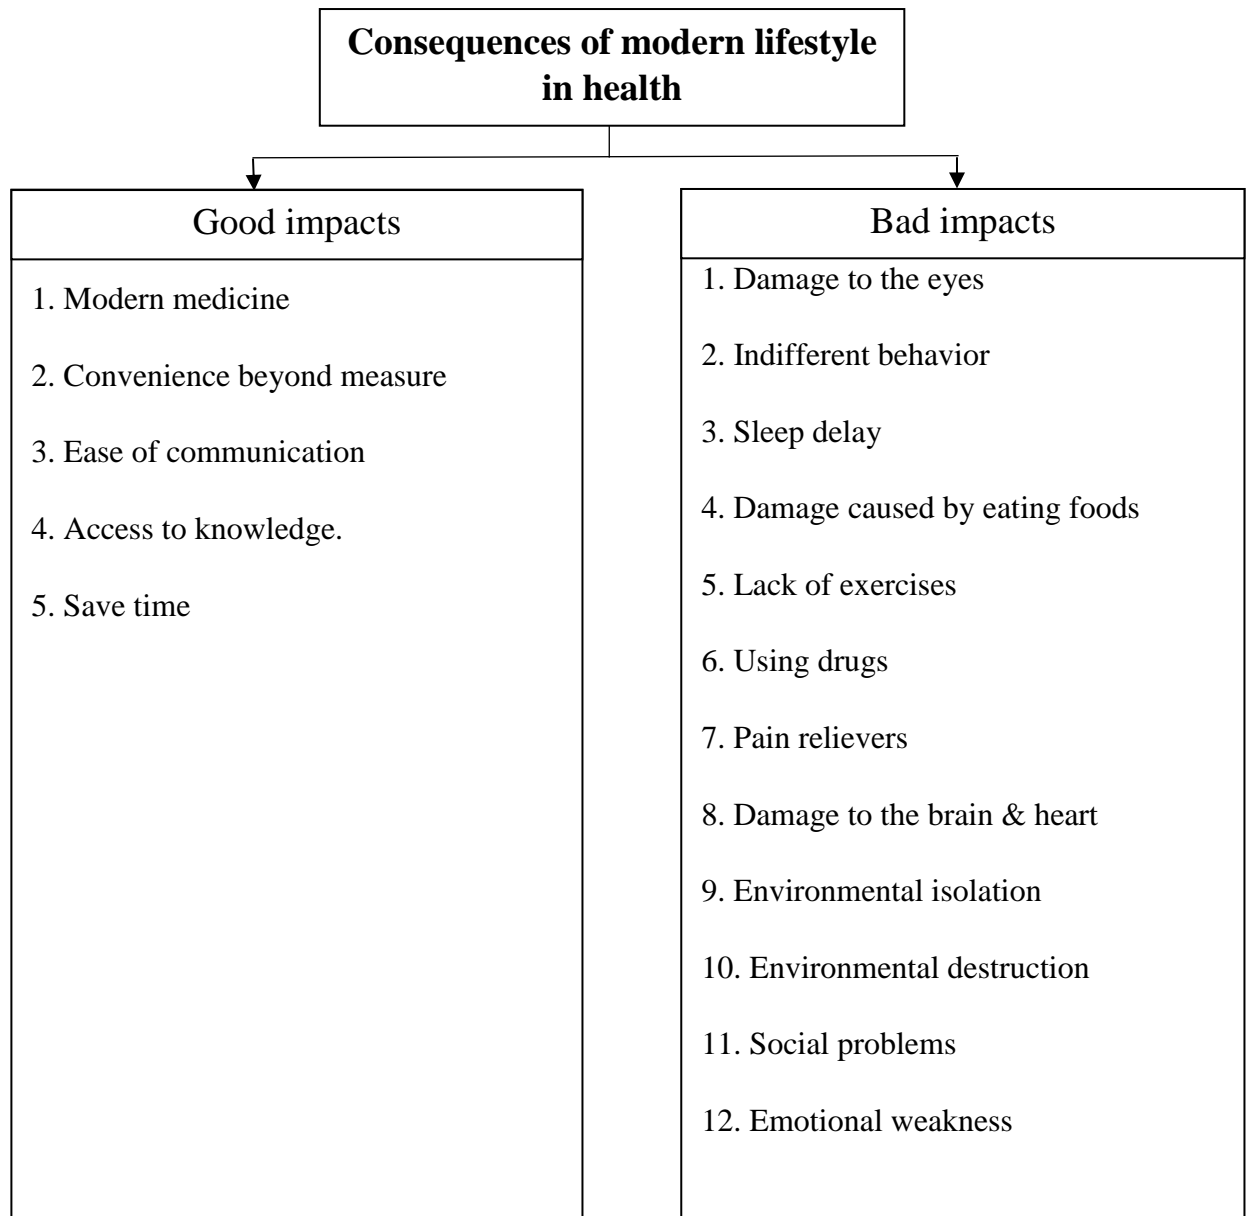 Consequences of modern lifestyle
in health
Good impacts
1. Modern medicine
2. Convenience beyond measure
3. Ease of communication
4. Access to knowledge.
5. Save time
Bad impacts
1. Damage to the eyes
2. Indifferent behavior
3. Sleep delay
4. Damage caused by eating foods
5. Lack of exercises
6. Using drugs
7. Pain relievers
8. Damage to the brain & heart
9. Environmental isolation
10. Environmental destruction
11. Social problems
12. Emotional weakness